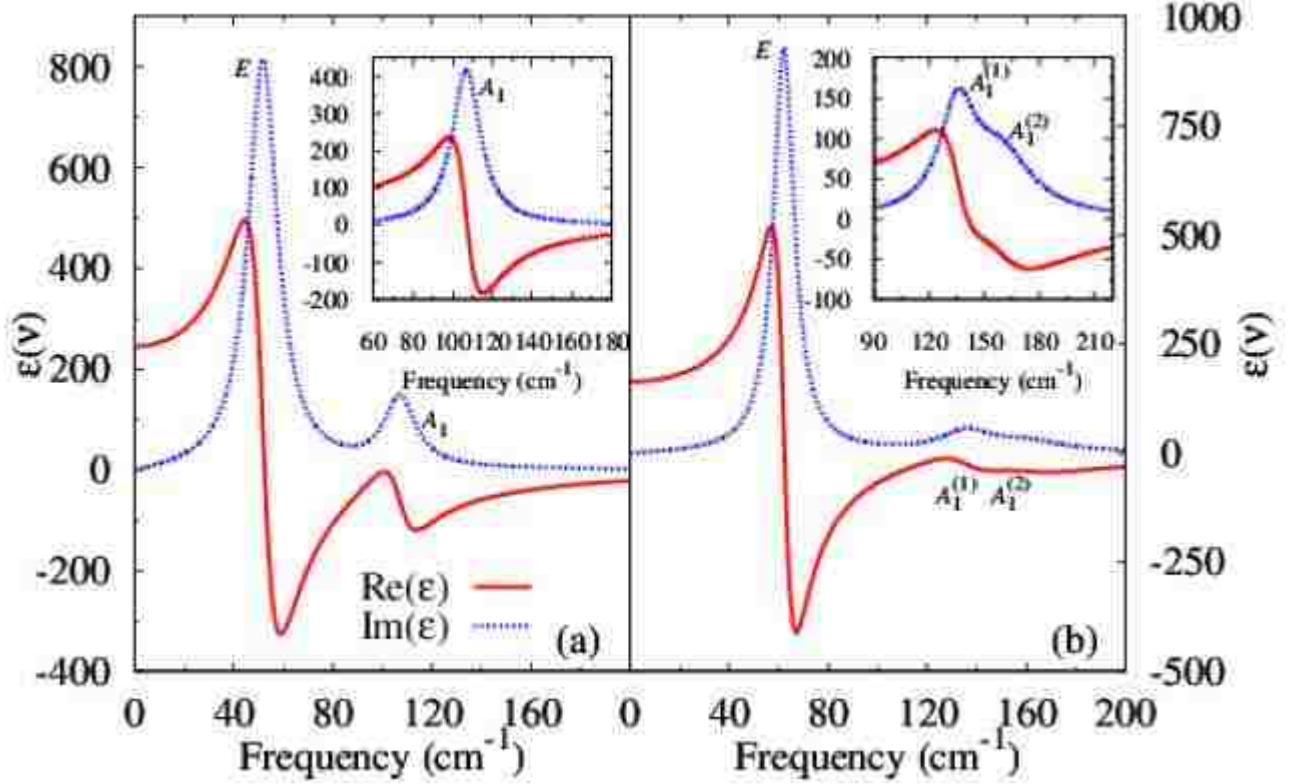 ε(ν)
800
600
400
200
0
-200
-400
E
A1
Re(ε)
Im(ε)
(a)
0 40 80 120 160
Frequency (cm-1)
400
300
200
100
0
-100
-200
A1
60 80 100 120 140 160 180
Frequency (cm-1)
E
A1(1) A1(2)
(b)
0 40 80 120 160 200
Frequency (cm-1)
200
150
100
50
0
-50
-100
A1(1)
A1(2)
90 120 150 180 210
Frequency (cm-1)
1000
750
500
250
0
-250
-500
ε(ν)